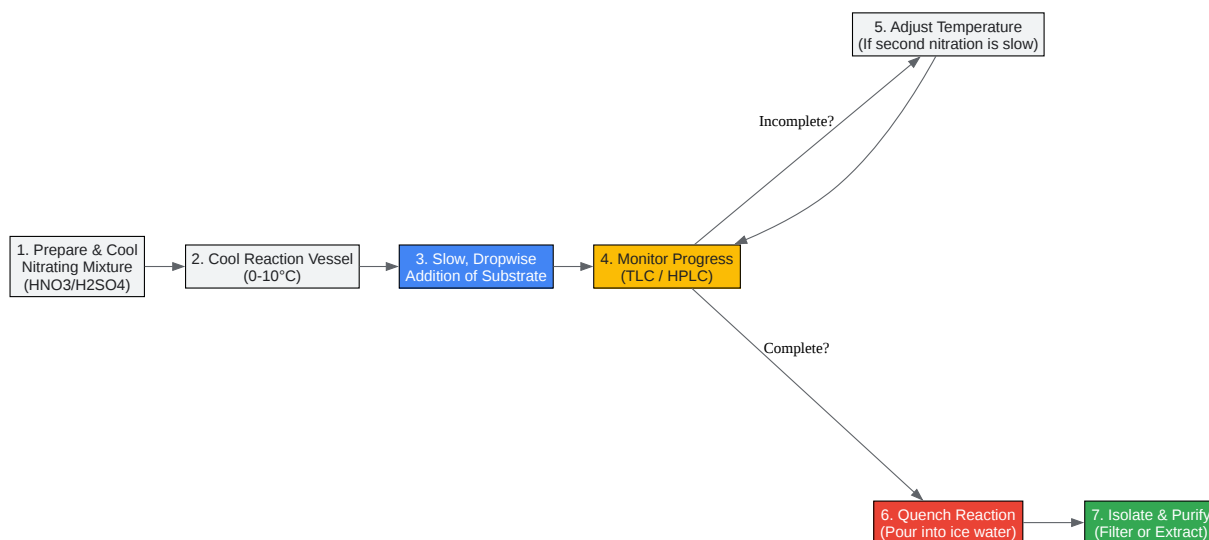 1. Prepare & Cool
Nitrating Mixture
(HNO3/H2SO4)
2. Cool Reaction Vessel
(0-10°C)
3. Slow, Dropwise
Addition of Substrate
4. Monitor Progress
(TLC / HPLC)
Incomplete?
5. Adjust Temperature
(If second nitration is slow)
Complete?
6. Quench Reaction
(Pour into ice water)
7. Isolate & Purify
(Filter or Extract)